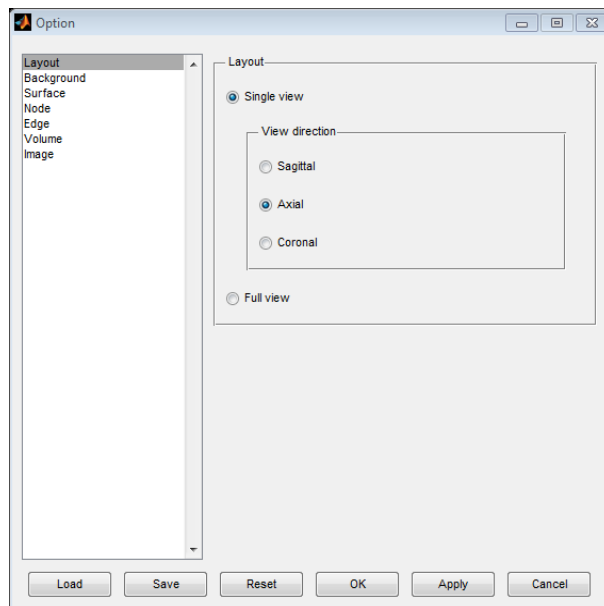 Option
Layout
Background
Surface
Node
Edge
Volume
Image
Layout
Single view
View direction
Sagittal
Axial
Coronal
Full view
Load Save Reset OK Apply Cancel